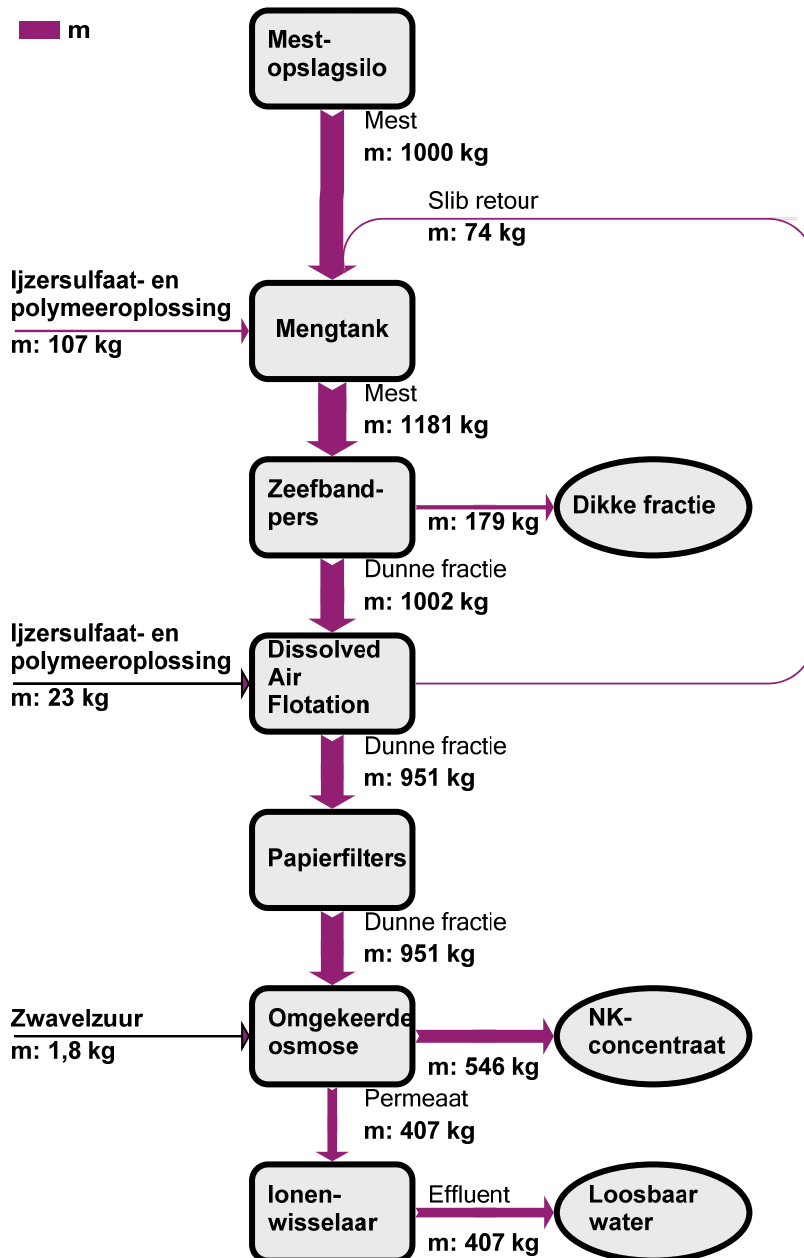 m
Mest-
opslagsilo
Mest
m: 1000 kg
Slib retour
m: 74 kg
Ijzersulfaat- en
polymeeroplossing
m: 107 kg
Mengtank
Mest
m: 1181 kg
Zeefband-
pers
m: 179 kg
Dikke fractie
Dunne fractie
m: 1002 kg
Ijzersulfaat- en
polymeeroplossing
m: 23 kg
Dissolved
Air
Flotation
Dunne fractie
m: 951 kg
Papierfilters
Dunne fractie
m: 951 kg
Zwavelzuur
m: 1,8 kg
Omgekeerde
osmose
m: 546 kg
NK-
concentraat
Permeaat
m: 407 kg
Ionen-
wisselaar
Effluent
m: 407 kg
Loosbaar
water